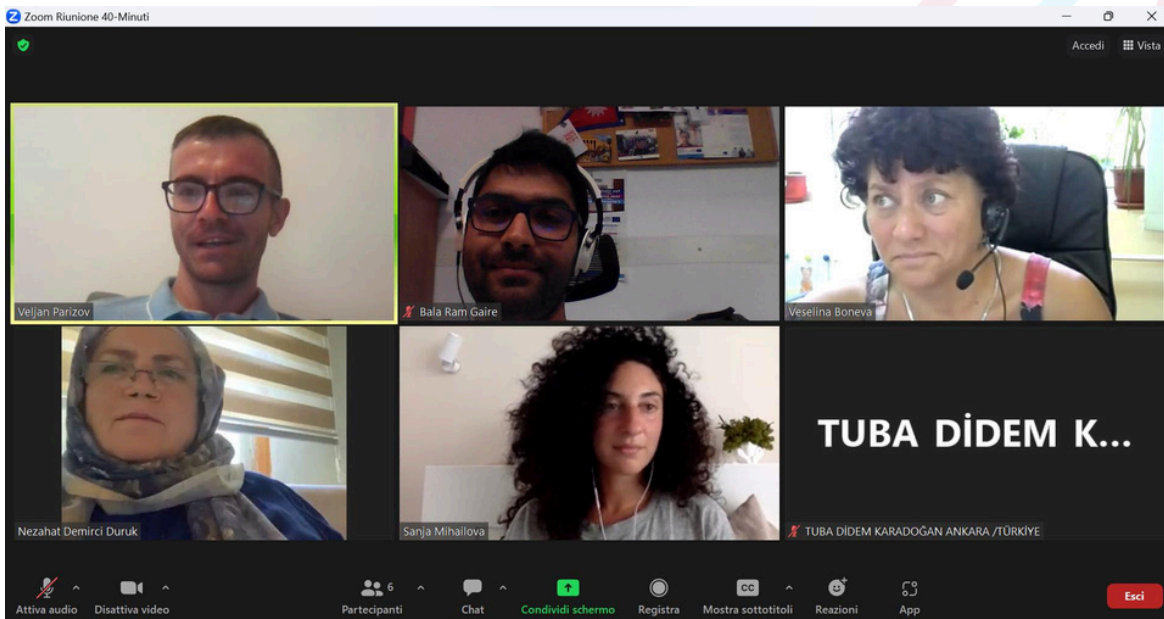 Zoom Riunione 40-Minuti
Accedi
Vista
Veljan Parizov
Bala Ram Gaire
Veselina Boneva
Nezahat Demirci Duruk
Sanja Mihailova
TUBA DİDEM K...
TUBA DİDEM KARADOĞAN ANKARA /TÜRKİYE
6
CC
Attiva audio
Disattiva video
Partecipanti
Chat
Condividi schermo
Registra
Mostra sottotitoli
Reazioni
App
Esci